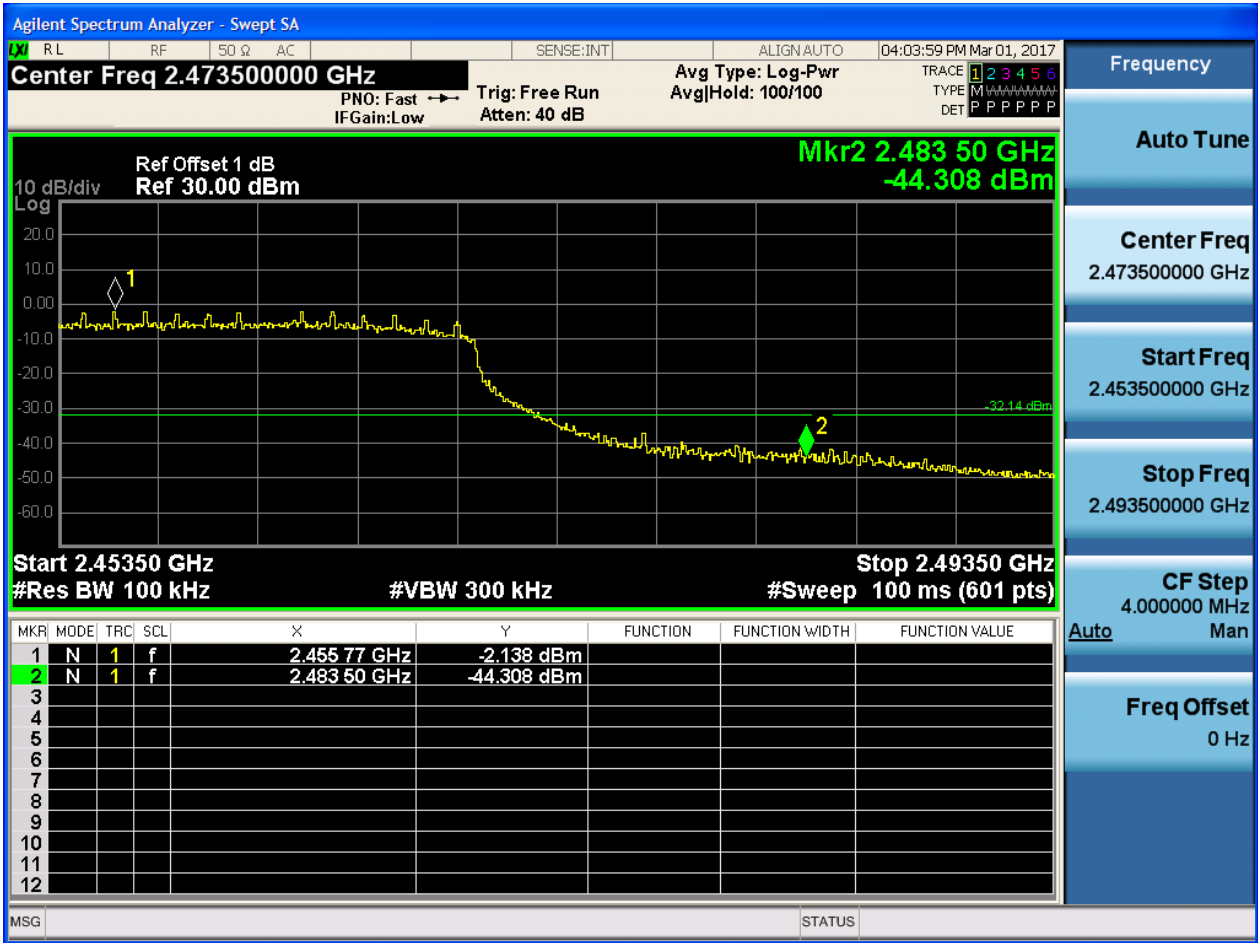 Agilent Spectrum Analyzer - Swept SA
LXI RL RF 50 Ω AC SENSE:INT ALIGN AUTO 04:03:59 PM Mar 01, 2017
Center Freq 2.473500000 GHz
PNO: Fast
IFGain:Low
Trig: Free Run
Atten: 40 dB
Avg Type: Log-Pwr
Avg|Hold: 100/100
TRACE 1 2 3 4 5 6
TYPE M W W W W W
DET P P P P P P
Ref Offset 1 dB
10 dB/div Ref 30.00 dBm
Log
Mkr2 2.483 50 GHz
-44.308 dBm
20.0
10.0
0.00
-10.0
-20.0
-30.0
-40.0
-50.0
-60.0
1
-32.14 dBm
2
Start 2.45350 GHz Stop 2.49350 GHz
#Res BW 100 kHz #VBW 300 kHz #Sweep 100 ms (601 pts)
MKR MODE TRC SCL X Y FUNCTION FUNCTION WIDTH FUNCTION VALUE
1 N 1 f 2.455 77 GHz -2.138 dBm
2 N 1 f 2.483 50 GHz -44.308 dBm
3
4
5
6
7
8
9
10
11
12
MSG STATUS
Frequency
Auto Tune
Center Freq
2.473500000 GHz
Start Freq
2.453500000 GHz
Stop Freq
2.493500000 GHz
CF Step
4.000000 MHz
Auto Man
Freq Offset
0 Hz